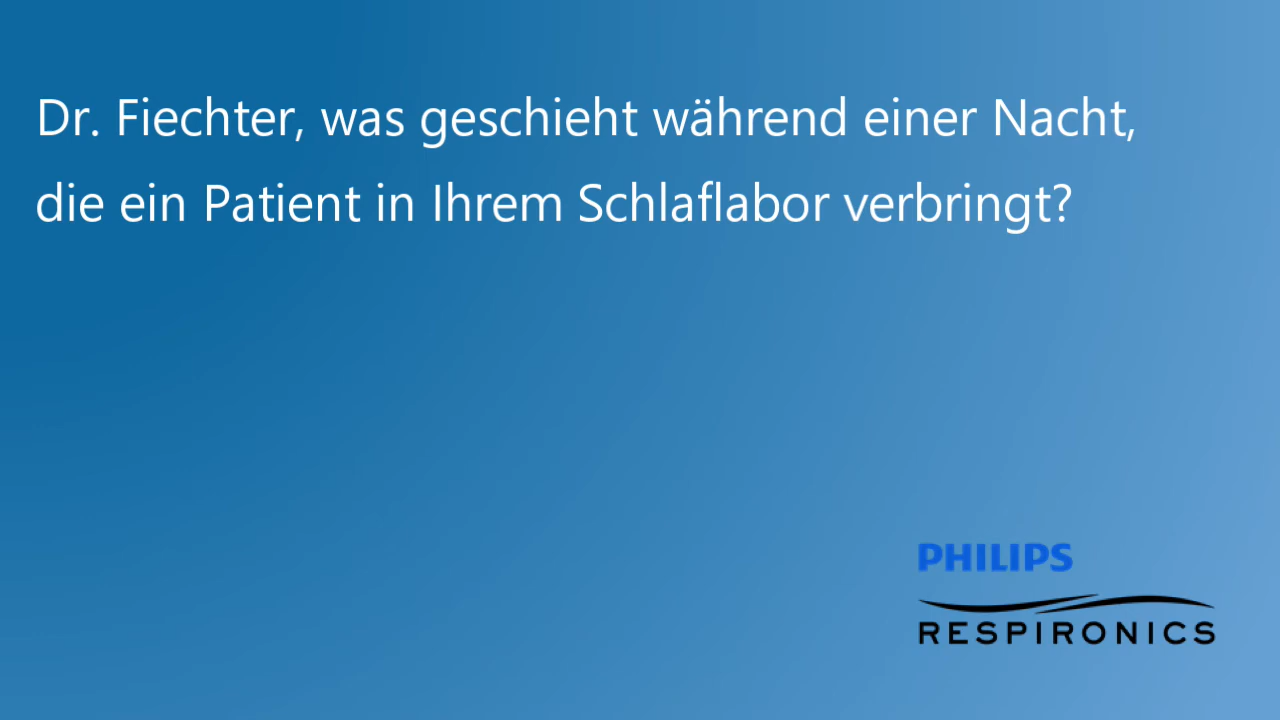 Dr. Fiechter, was geschieht während einer Nacht,
die ein Patient in Ihrem Schlaflabor verbringt?
PHILIPS
RESPIRONICS